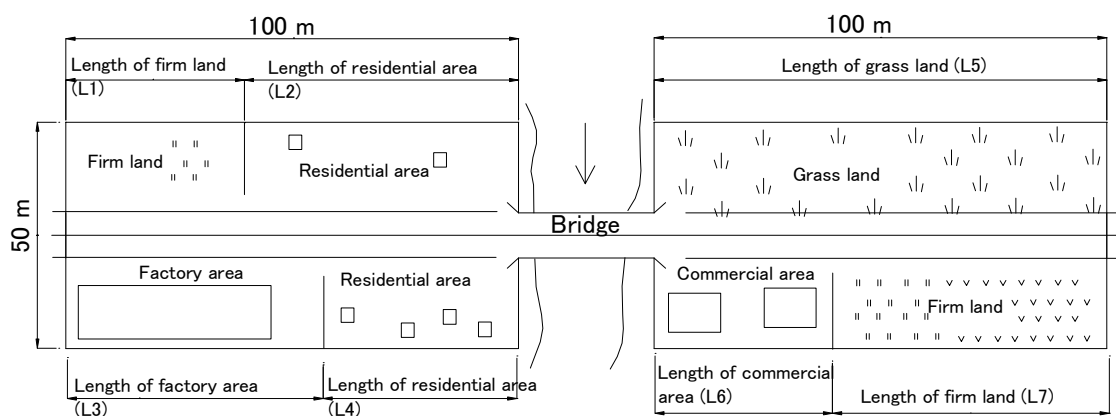 100 m
100 m
Length of firm land
(L1)
Length of residential area
(L2)
Length of grass land (L5)
Firm land
Residential area
Grass land
50 m
Bridge
Factory area
Residential area
Commercial area
Firm land
Length of factory area
(L3)
Length of residential area
(L4)
Length of commercial
area (L6)
Length of firm land (L7)